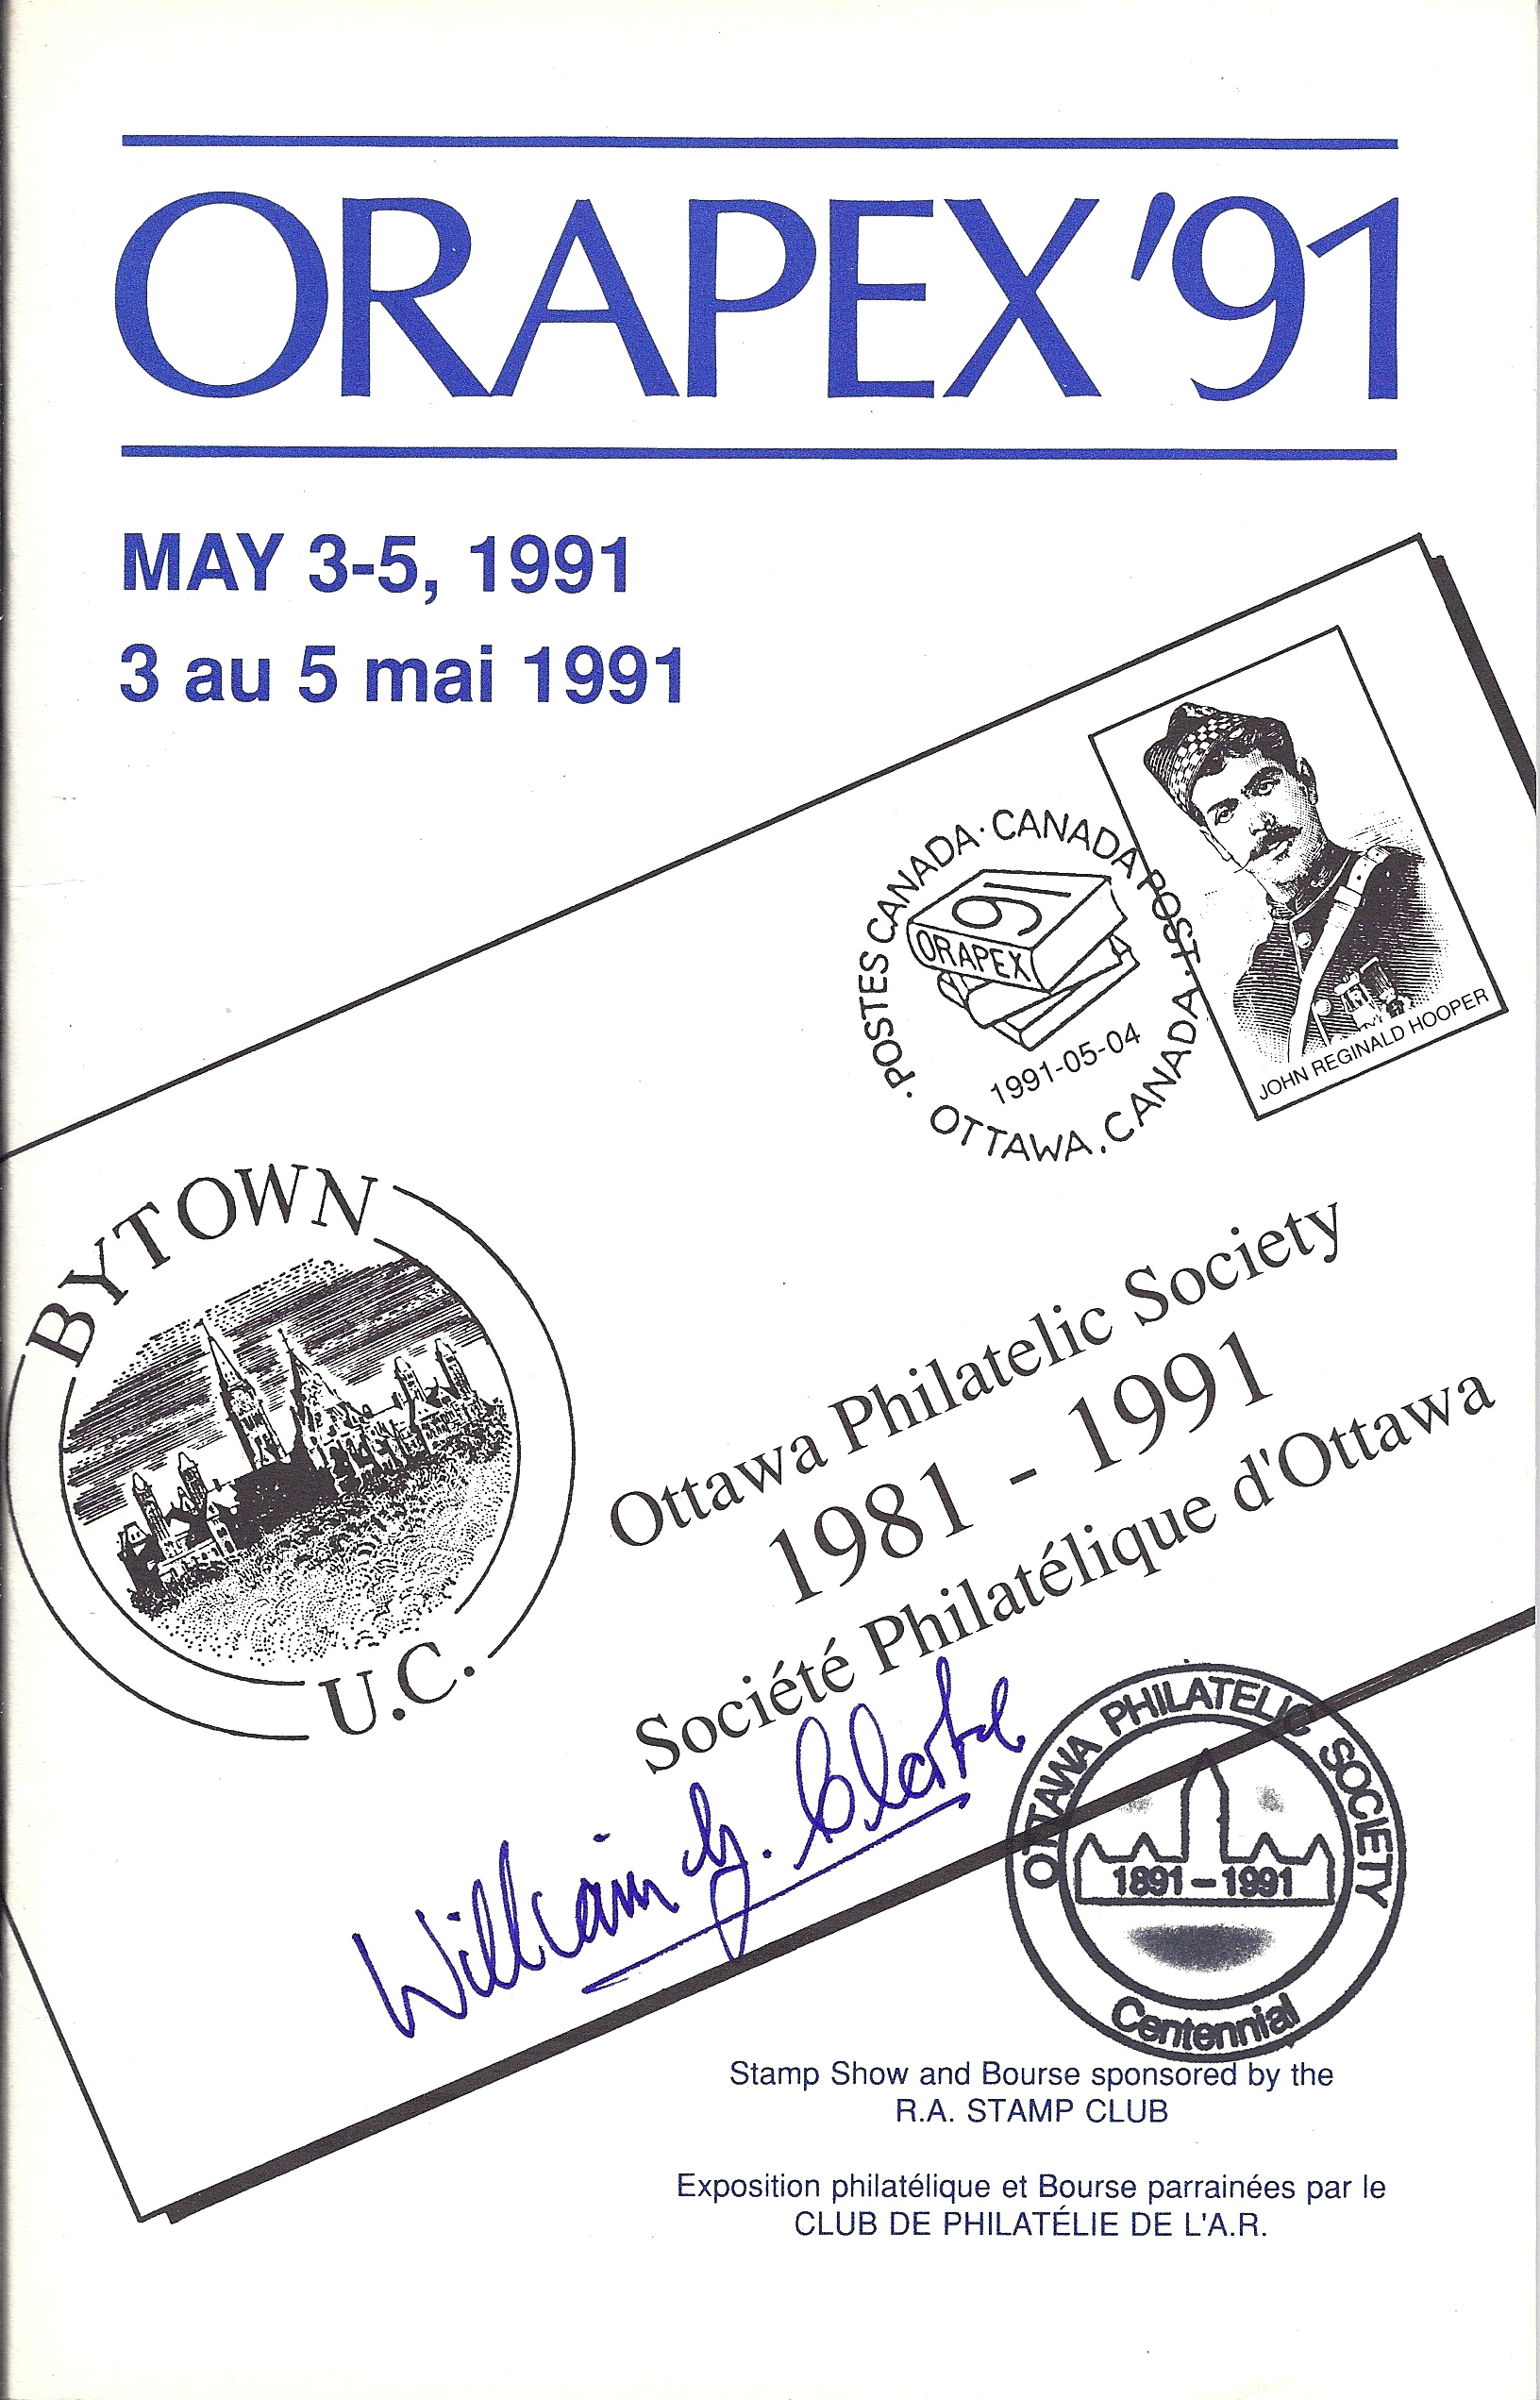 ORAPEX '91
MAY 3-5, 1991
3 au 5 mai 1991
· POSTES CANADA · CANADA POST ·
91
ORAPEX
1991-05-04
OTTAWA, CANADA
JOHN REGINALD HOOPER
BYTOWN
U.C.
Ottawa Philatelic Society
1981 - 1991
Société Philatélique d'Ottawa
William G. Clarke
OTTAWA PHILATELIC SOCIETY
1891-1991
Centennial
Stamp Show and Bourse sponsored by the
R.A. STAMP CLUB
Exposition philatélique et Bourse parrainées par le
CLUB DE PHILATÉLIE DE L'A.R.